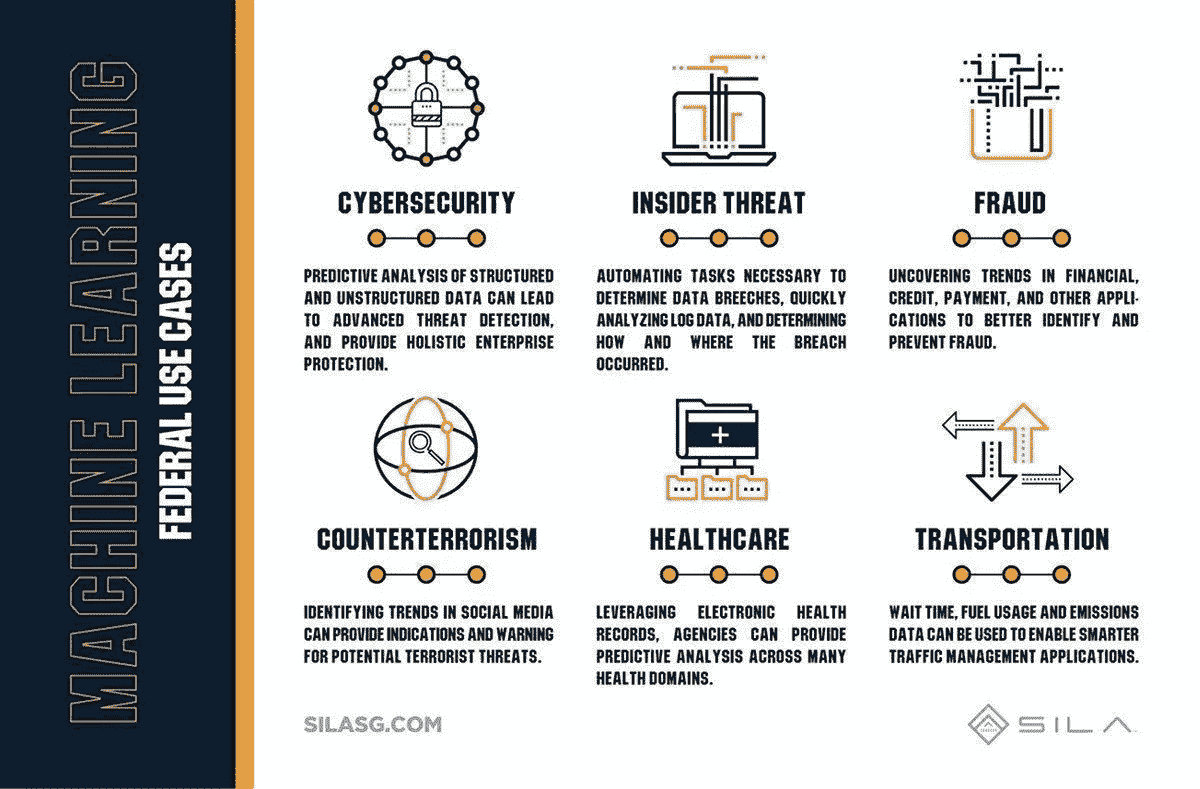 MACHINE LEARNING
FEDERAL USE CASES
CYBERSECURITY
PREDICTIVE ANALYSIS OF STRUCTURED
AND UNSTRUCTURED DATA CAN LEAD
TO ADVANCED THREAT DETECTION,
AND PROVIDE HOLISTIC ENTERPRISE
PROTECTION.
INSIDER THREAT
AUTOMATING TASKS NECESSARY TO
DETERMINE DATA BREECHES, QUICKLY
ANALYZING LOG DATA, AND DETERMINING
HOW AND WHERE THE BREACH
OCCURRED.
FRAUD
UNCOVERING TRENDS IN FINANCIAL,
CREDIT, PAYMENT, AND OTHER APPLI-
CATIONS TO BETTER IDENTIFY AND
PREVENT FRAUD.
COUNTERTERRORISM
IDENTIFYING TRENDS IN SOCIAL MEDIA
CAN PROVIDE INDICATIONS AND WARNING
FOR POTENTIAL TERRORIST THREATS.
HEALTHCARE
LEVERAGING ELECTRONIC HEALTH
RECORDS, AGENCIES CAN PROVIDE
PREDICTIVE ANALYSIS ACROSS MANY
HEALTH DOMAINS.
TRANSPORTATION
WAIT TIME, FUEL USAGE AND EMISSIONS
DATA CAN BE USED TO ENABLE SMARTER
TRAFFIC MANAGEMENT APPLICATIONS.
SILASG.COM
SILA